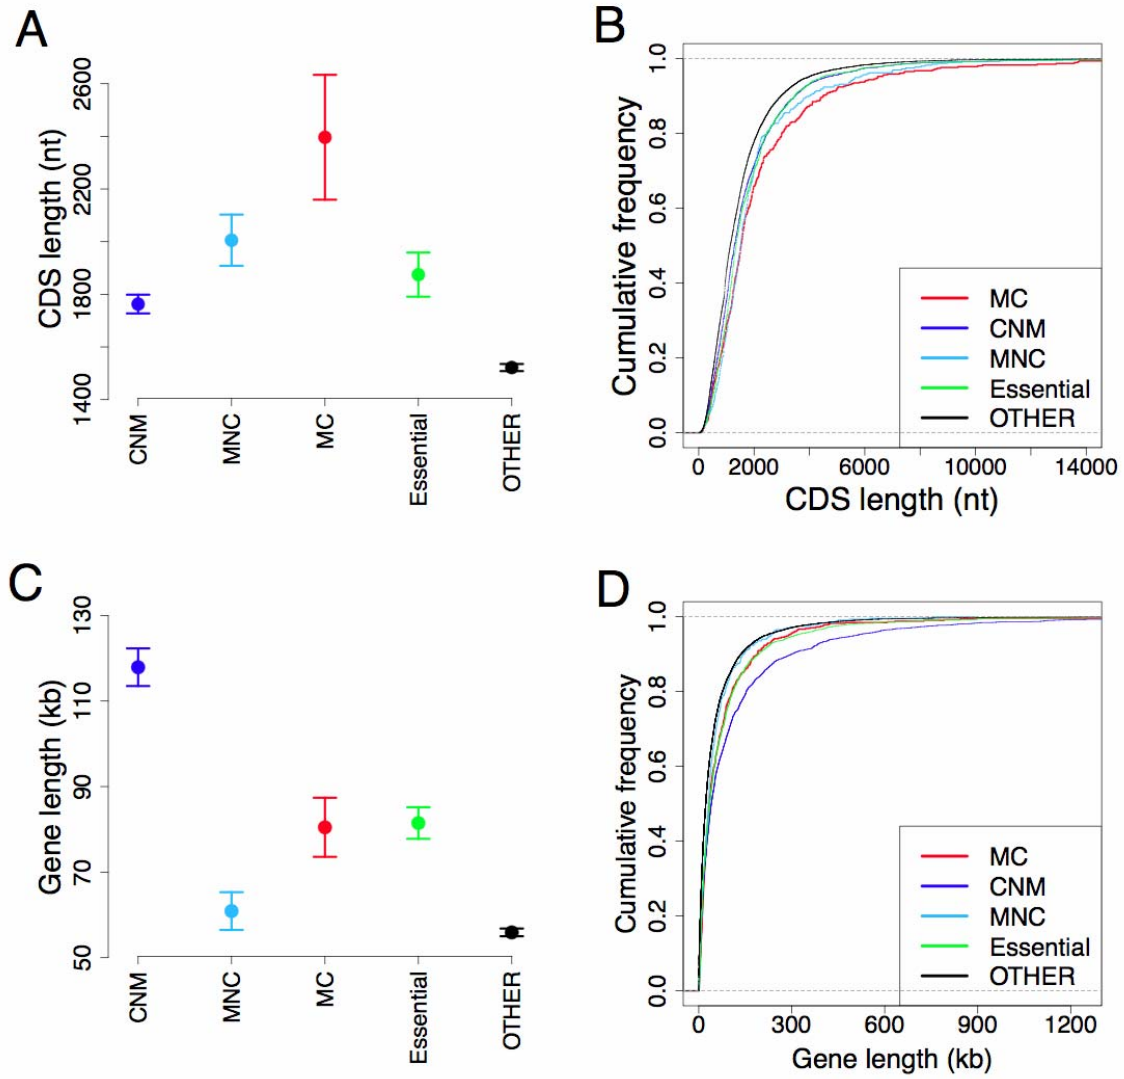 A
CDS length (nt)
2600
2200
1800
1400
CNM
MNC
MC
Essential
OTHER
B
Cumulative frequency
1.0
0.8
0.6
0.4
0.2
0.0
MC
CNM
MNC
Essential
OTHER
0 2000 6000 10000 14000
CDS length (nt)
C
Gene length (kb)
130
110
90
70
50
CNM
MNC
MC
Essential
OTHER
D
Cumulative frequency
1.0
0.8
0.6
0.4
0.2
0.0
MC
CNM
MNC
Essential
OTHER
0 300 600 900 1200
Gene length (kb)